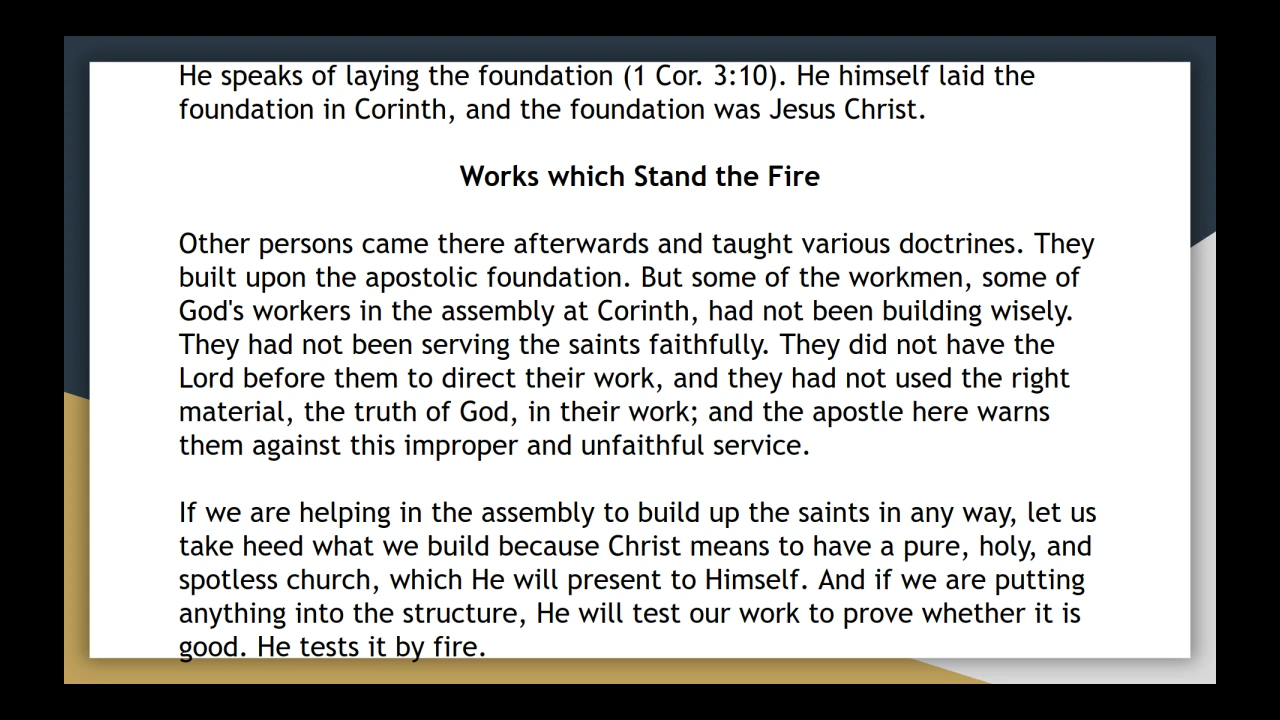 He speaks of laying the foundation (1 Cor. 3:10). He himself laid the
foundation in Corinth, and the foundation was Jesus Christ.
Works which Stand the Fire
Other persons came there afterwards and taught various doctrines. They
built upon the apostolic foundation. But some of the workmen, some of
God's workers in the assembly at Corinth, had not been building wisely.
They had not been serving the saints faithfully. They did not have the
Lord before them to direct their work, and they had not used the right
material, the truth of God, in their work; and the apostle here warns
them against this improper and unfaithful service.
If we are helping in the assembly to build up the saints in any way, let us
take heed what we build because Christ means to have a pure, holy, and
spotless church, which He will present to Himself. And if we are putting
anything into the structure, He will test our work to prove whether it is
good. He tests it by fire.